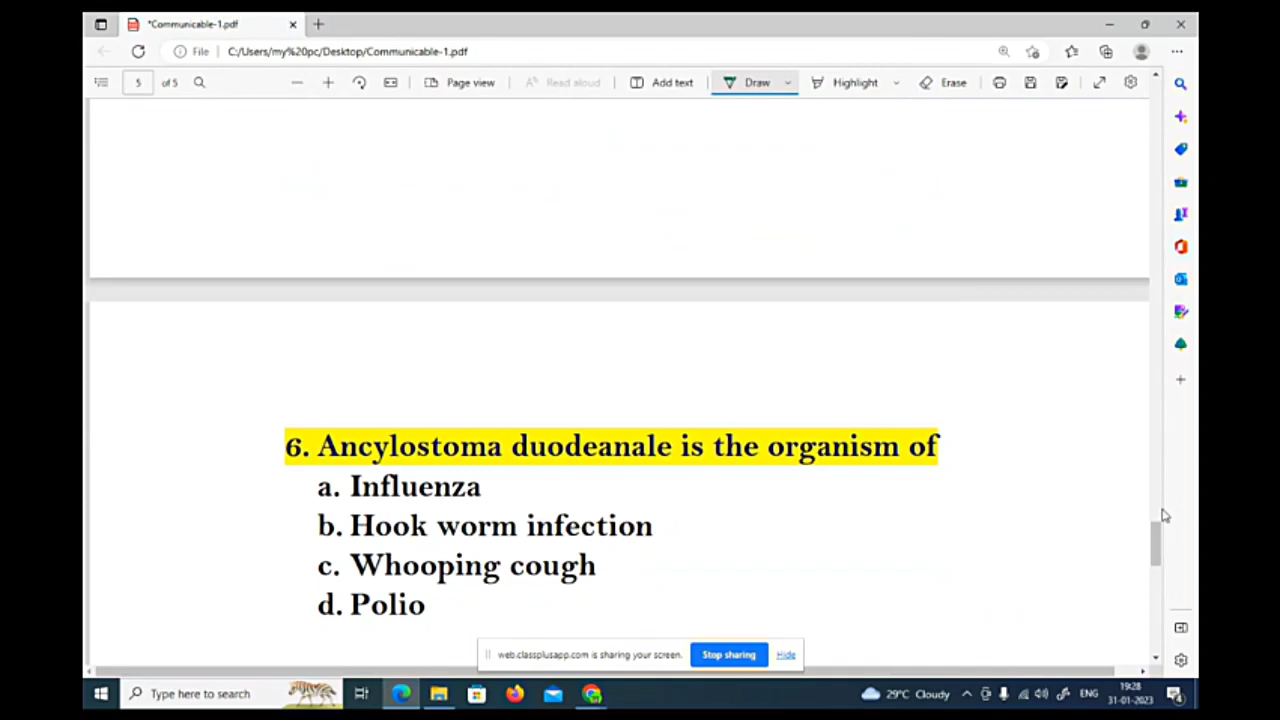 *Communicable-1.pdf
File C:/Users/my%20pc/Desktop/Communicable-1.pdf
5 of 5 Page view Read aloud Add text Draw Highlight Erase
6. Ancylostoma duodeanale is the organism of
a. Influenza
b. Hook worm infection
c. Whooping cough
d. Polio
web.classplusapp.com is sharing your screen. Stop sharing Hide
Type here to search 29°C Cloudy ENG 19:28
31-01-2023